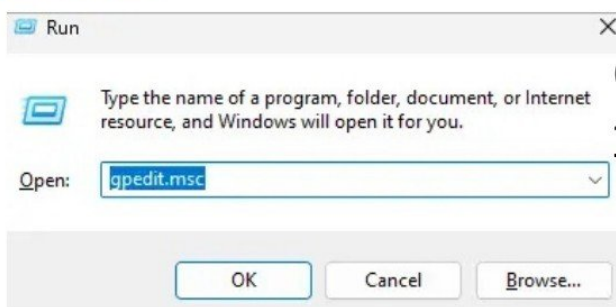 Run
Type the name of a program, folder, document, or Internet
resource, and Windows will open it for you.
Open: gpedit.msc
OK Cancel Browse...